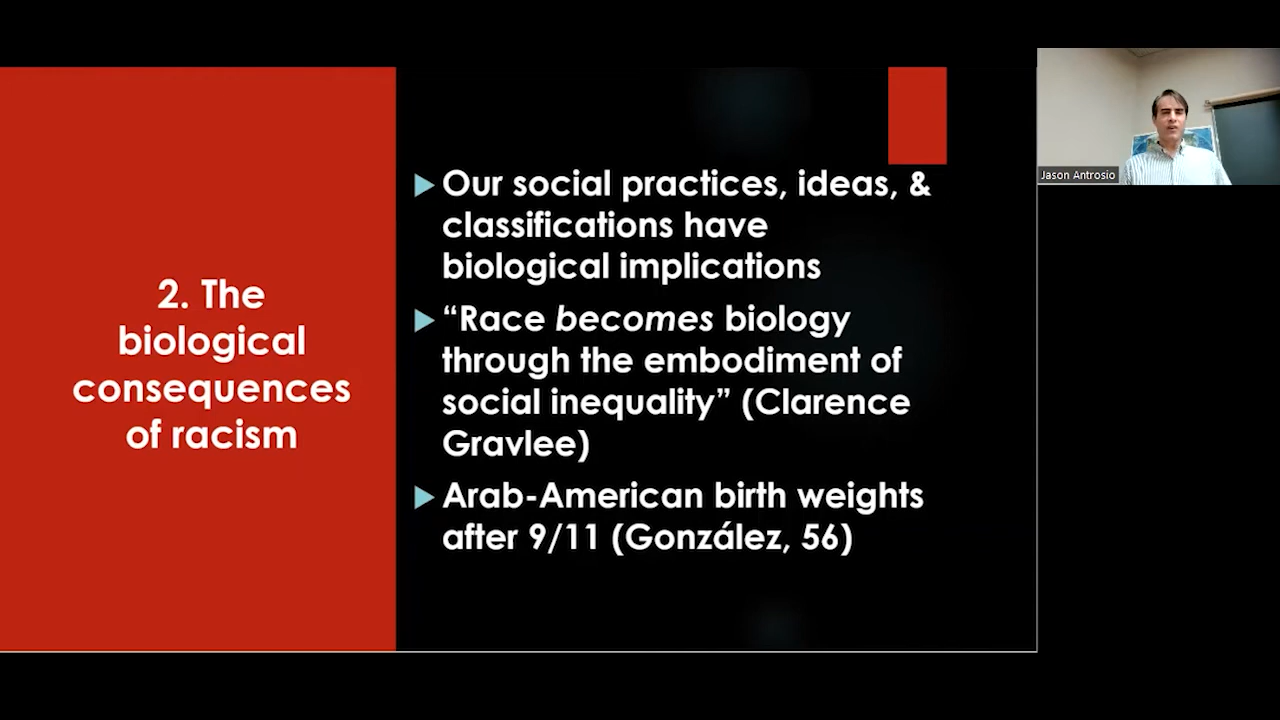 2. The
biological
consequences
of racism
Our social practices, ideas, &
classifications have
biological implications
“Race becomes biology
through the embodiment of
social inequality” (Clarence
Gravlee)
Arab-American birth weights
after 9/11 (González, 56)
Jason Antrosio